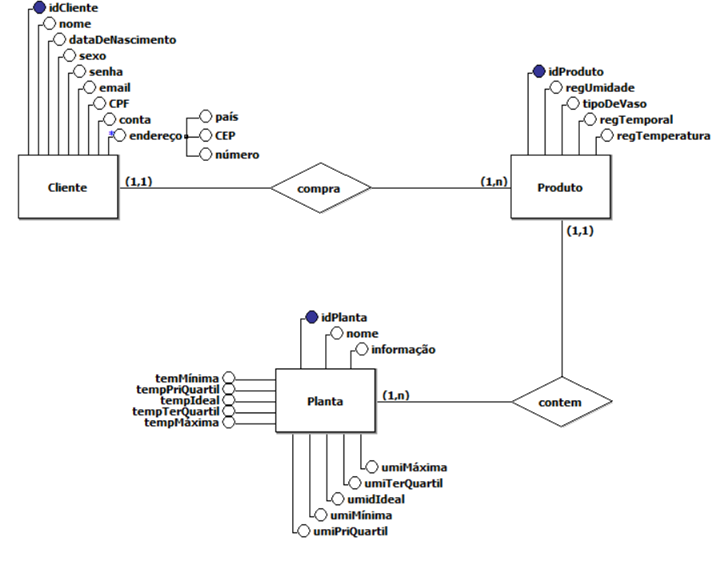 idCliente
nome
dataDeNascimento
sexo
senha
email
CPF
conta
* endereço
país
CEP
número
Cliente
(1,1)
compra
(1,n)
idProduto
regUmidade
tipoDeVaso
regTemporal
regTemperatura
Produto
(1,1)
contem
(1,n)
idPlanta
nome
informação
temMínima
tempPriQuartil
tempIdeal
tempTerQuartil
tempMáxima
Planta
umiMáxima
umiTerQuartil
umidIdeal
umiMínima
umiPriQuartil